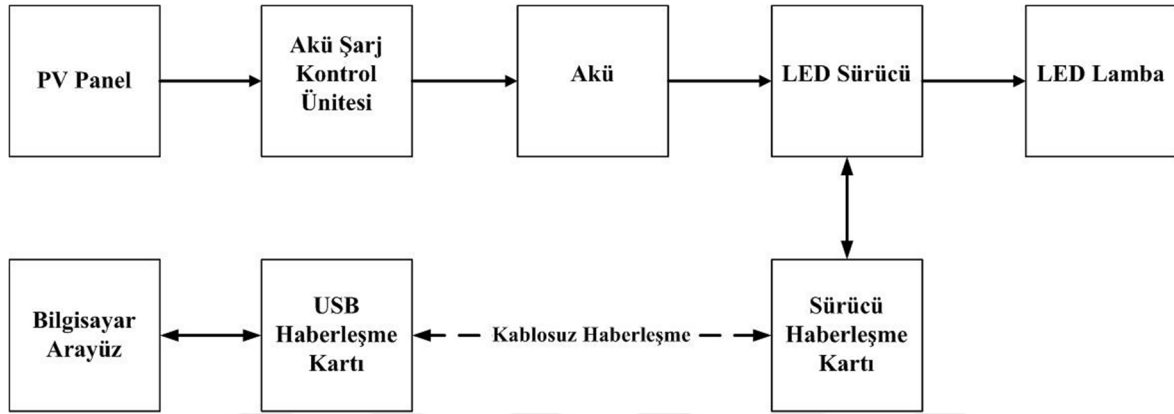 PV Panel
Akü Şarj
Kontrol
Ünitesi
Akü
LED Sürücü
LED Lamba
Bilgisayar
Arayüz
USB
Haberleşme
Kartı
Kablosuz Haberleşme
Sürücü
Haberleşme
Kartı